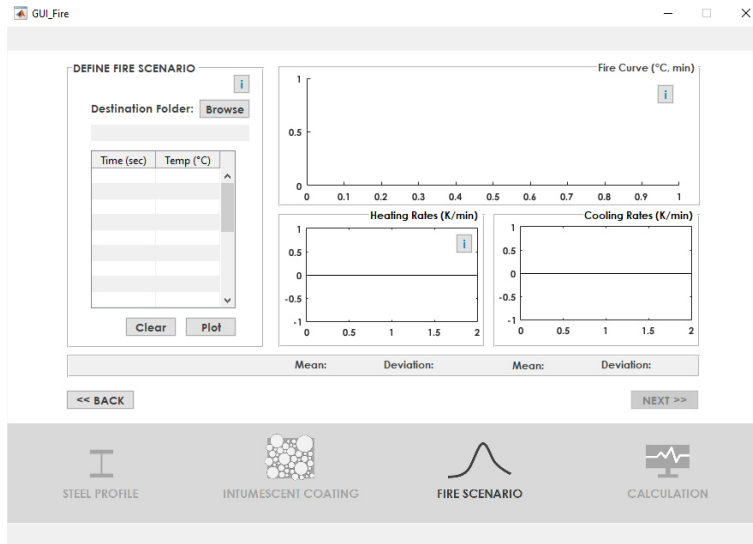 GUI_Fire
DEFINE FIRE SCENARIO
i
Destination Folder: Browse
Time (sec) Temp (°C)
Clear Plot
Fire Curve (°C, min)
i
1
0.5
0
0 0.1 0.2 0.3 0.4 0.5 0.6 0.7 0.8 0.9 1
Heating Rates (K/min)
i
1
0.5
0
-0.5
-1
0 0.5 1 1.5 2
Cooling Rates (K/min)
1
0.5
0
-0.5
-1
0 0.5 1 1.5 2
Mean: Deviation: Mean: Deviation:
<< BACK NEXT >>
STEEL PROFILE INTUMESCENT COATING FIRE SCENARIO CALCULATION